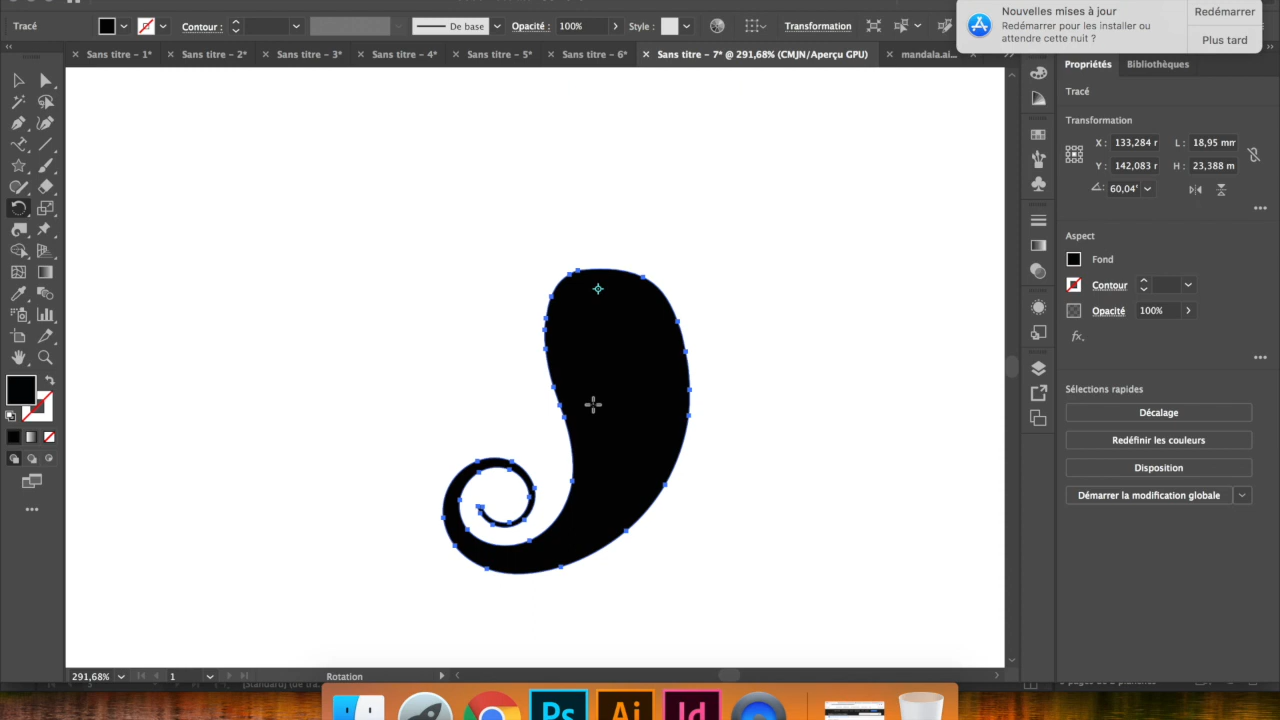 Tracé
Contour :
De base
Opacité :
100%
Style :
Transformation
Nouvelles mises à jour
Redémarrer pour les installer ou
attendre cette nuit ?
Redémarrer
Plus tard
Sans titre – 1*
Sans titre – 2*
Sans titre – 3*
Sans titre – 4*
Sans titre – 5*
Sans titre – 6*
Sans titre – 7* @ 291,68% (CMJN/Aperçu GPU)
mandala.ai...
Propriétés
Bibliothèques
Tracé
Transformation
X :
133,284 r
L :
18,95 mm
Y :
142,083 r
H :
23,388 m
60,04°
Aspect
Fond
Contour
Opacité
100%
fx.
Sélections rapides
Décalage
Redéfinir les couleurs
Disposition
Démarrer la modification globale
291,68%
1
Rotation
Ps
Ai
Id